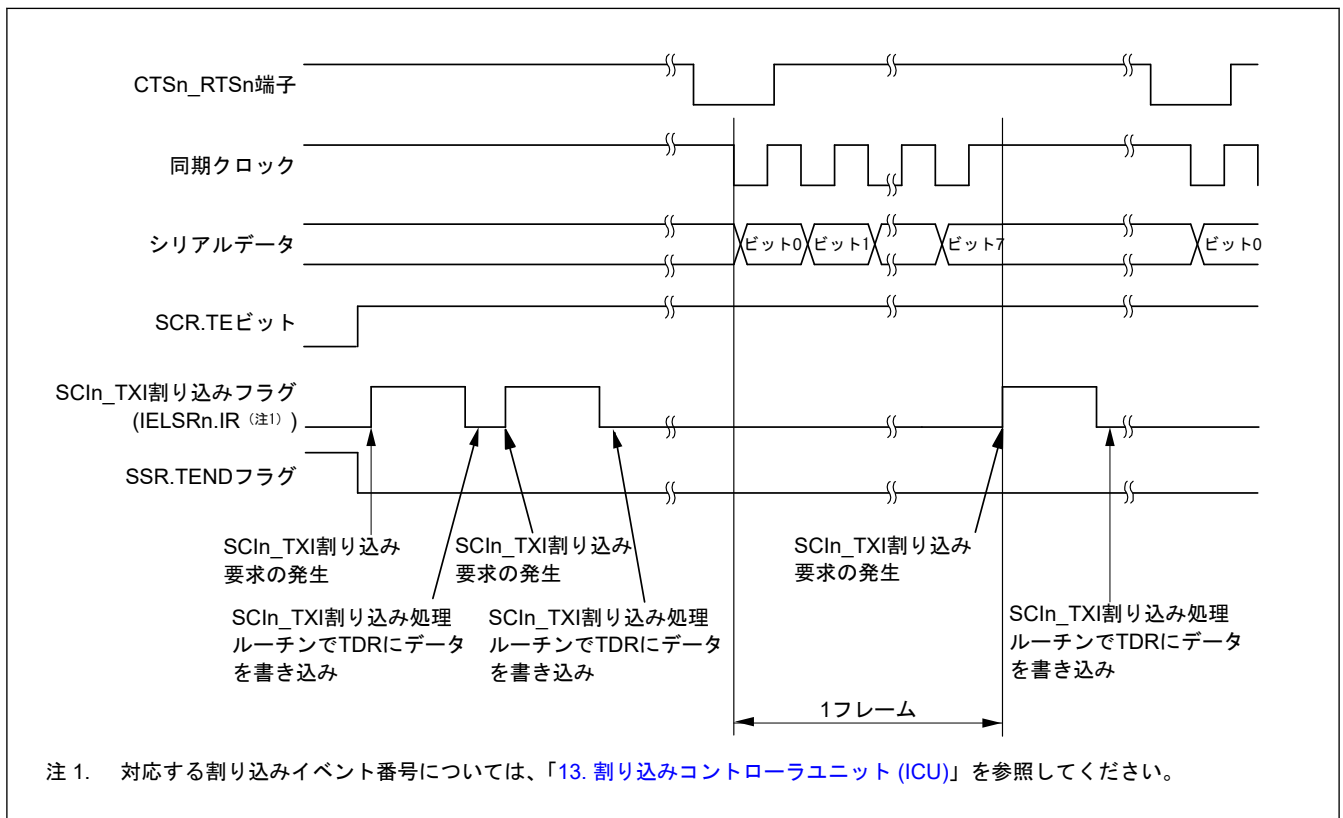 CTSn_RTSn端子
同期クロック
シリアルデータ
ビット0
ビット1
ビット7
ビット0
SCR.TEビット
SCIn_TXI割り込みフラグ
(IELSRn.IR（注1）)
SSR.TENDフラグ
SCIn_TXI割り込み
要求の発生
SCIn_TXI割り込み処理
ルーチンでTDRにデータ
を書き込み
SCIn_TXI割り込み
要求の発生
SCIn_TXI割り込み処理
ルーチンでTDRにデータ
を書き込み
SCIn_TXI割り込み
要求の発生
SCIn_TXI割り込み処理
ルーチンでTDRにデータ
を書き込み
1フレーム
注 1. 対応する割り込みイベント番号については、「13. 割り込みコントローラユニット (ICU)」を参照してください。